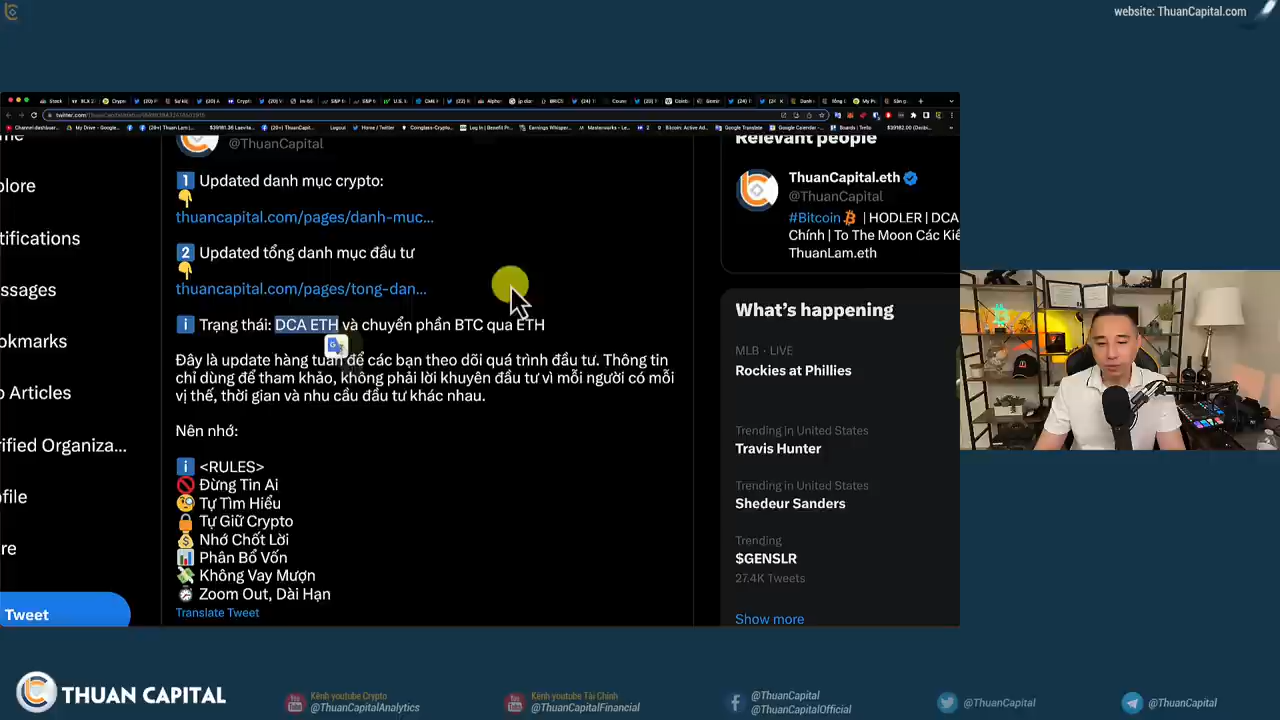 website: ThuanCapital.com
@ThuanCapital
1 Updated danh mục crypto:
thuancapital.com/pages/danh-muc...
2 Updated tổng danh mục đầu tư
thuancapital.com/pages/tong-dan...
i Trạng thái: DCA ETH và chuyển phần BTC qua ETH
Đây là update hàng tuần để các bạn theo dõi quá trình đầu tư. Thông tin
chỉ dùng để tham khảo, không phải lời khuyên đầu tư vì mỗi người có mỗi
vị thế, thời gian và nhu cầu đầu tư khác nhau.
Nên nhớ:
i <RULES>
Đừng Tin Ai
Tự Tìm Hiểu
Tự Giữ Crypto
Nhớ Chốt Lời
Phân Bổ Vốn
Không Vay Mượn
Zoom Out, Dài Hạn
Translate Tweet
plore
tifications
ssages
okmarks
Articles
rified Organiza...
ofile
re
Tweet
Relevant people
ThuanCapital.eth
@ThuanCapital
#Bitcoin | HODLER | DCA
Chính | To The Moon Các Kiế
ThuanLam.eth
What's happening
MLB · LIVE
Rockies at Phillies
Trending in United States
Travis Hunter
Trending in United States
Shedeur Sanders
Trending
$GENSLR
27.4K Tweets
Show more
THUAN CAPITAL
Kênh youtube Crypto
@ThuanCapitalAnalytics
Kênh youtube Tài Chính
@ThuanCapitalFinancial
@ThuanCapital
@ThuanCapitalOfficial
@ThuanCapital
@ThuanCapital